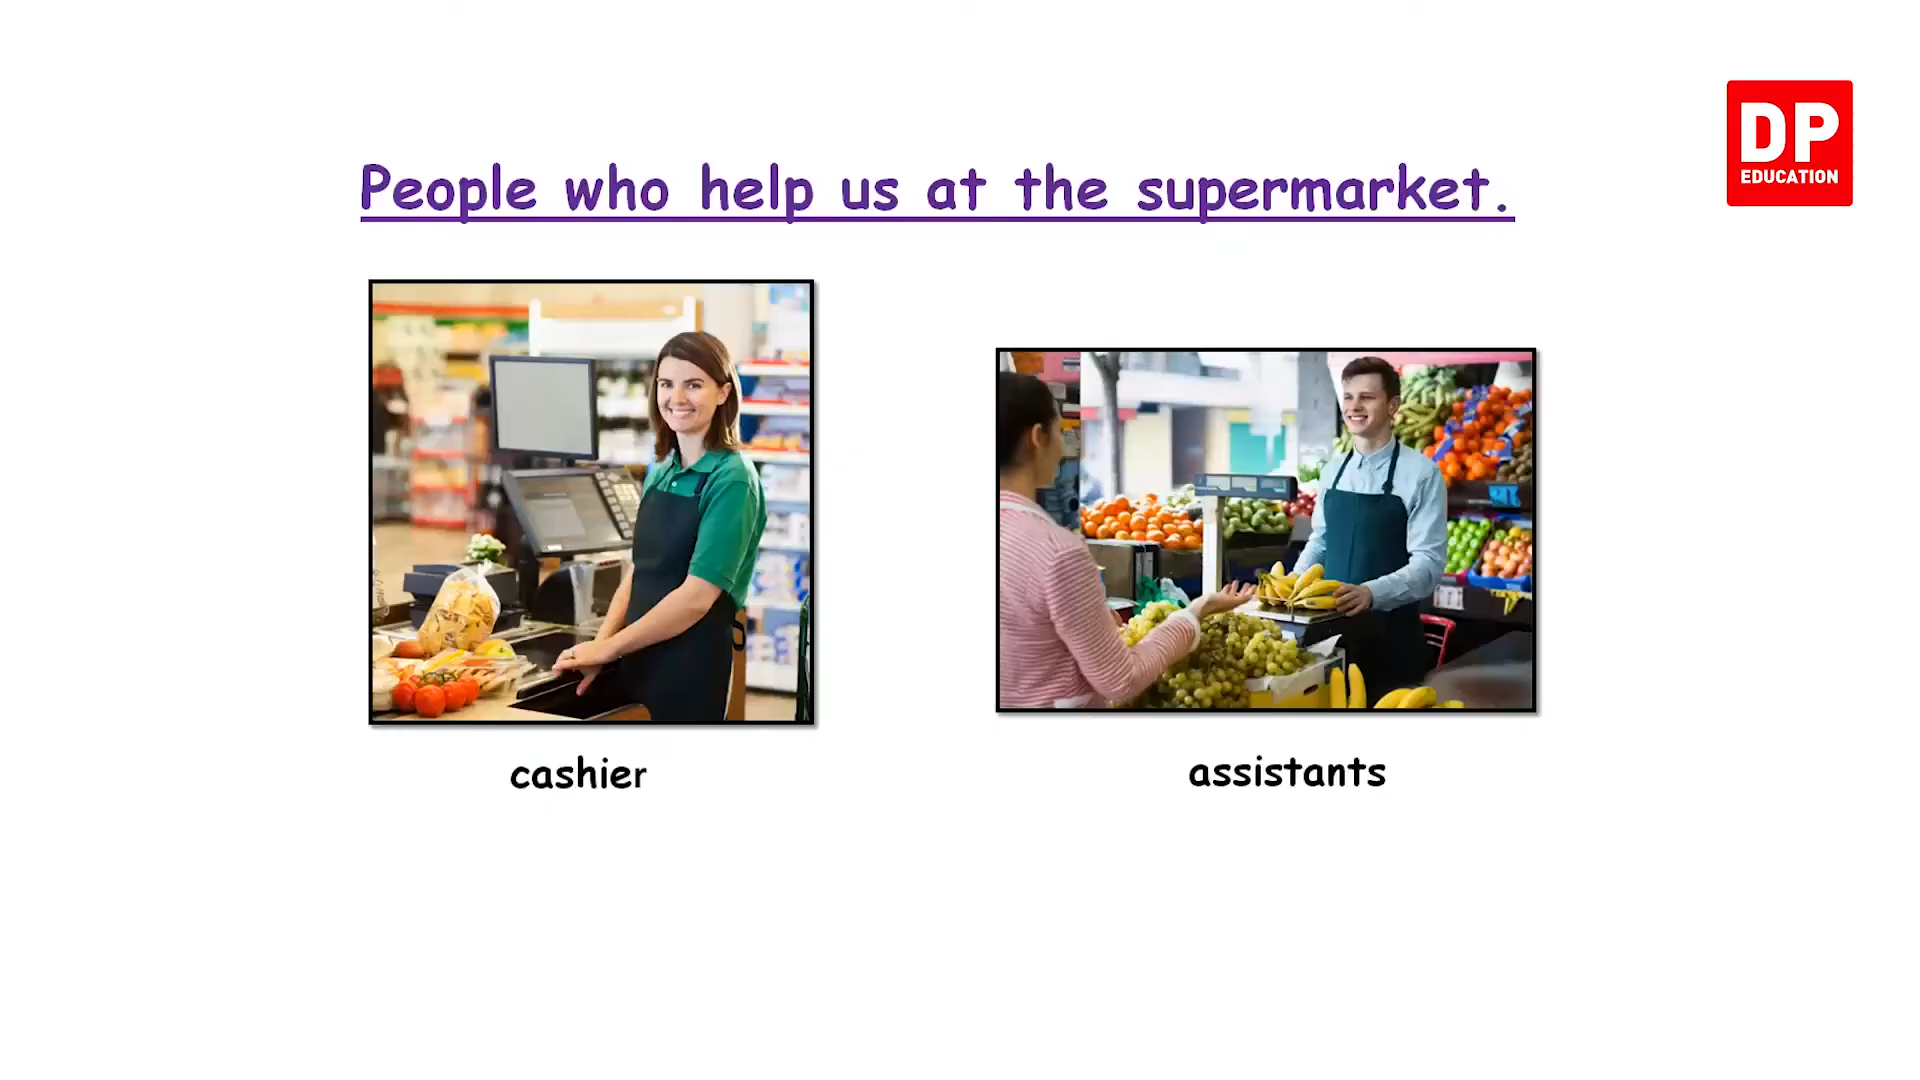 DP
EDUCATION
People who help us at the supermarket.
cashier
assistants